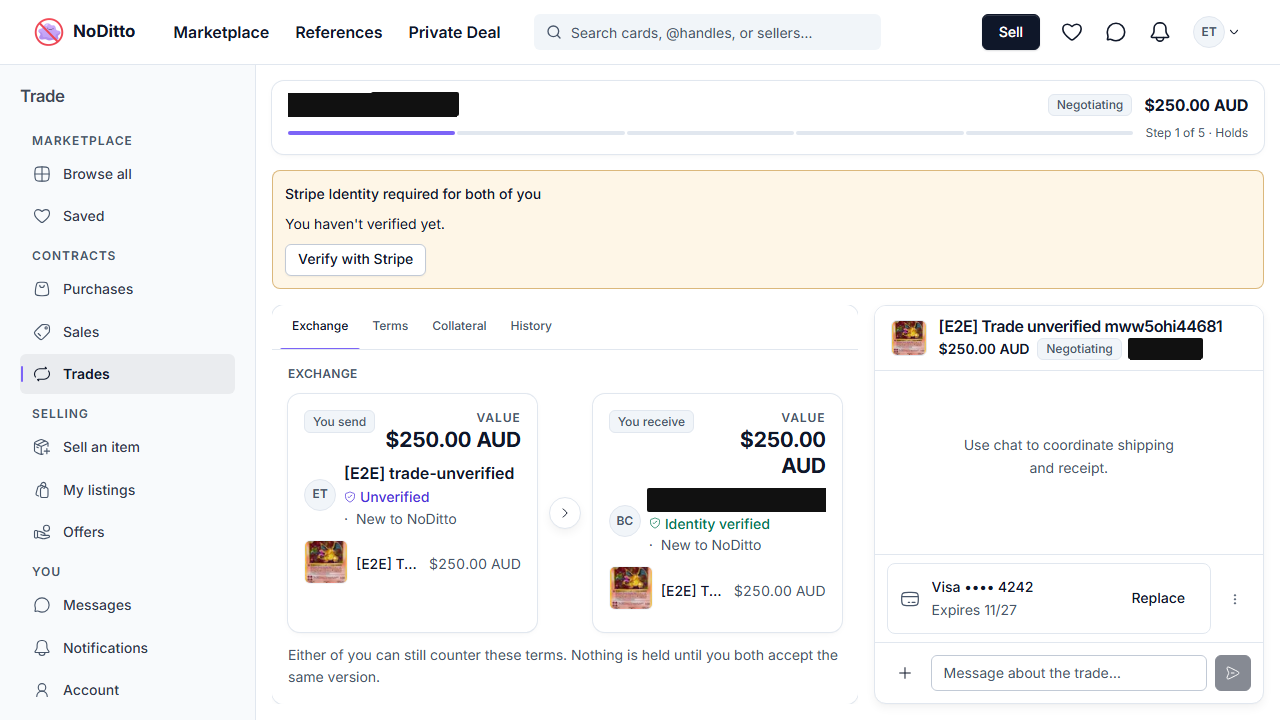 NoDitto
Marketplace
References
Private Deal
Search cards, @handles, or sellers...
Sell
ET
Trade
MARKETPLACE
Browse all
Saved
CONTRACTS
Purchases
Sales
Trades
SELLING
Sell an item
My listings
Offers
YOU
Messages
Notifications
Account
Negotiating
$250.00 AUD
Step 1 of 5 · Holds
Stripe Identity required for both of you
You haven't verified yet.
Verify with Stripe
Exchange
Terms
Collateral
History
EXCHANGE
You send
VALUE
$250.00 AUD
ET
[E2E] trade-unverified
Unverified
· New to NoDitto
[E2E] T...
$250.00 AUD
You receive
VALUE
$250.00
AUD
BC
Identity verified
· New to NoDitto
[E2E] T...
$250.00 AUD
Either of you can still counter these terms. Nothing is held until you both accept the
same version.
[E2E] Trade unverified mww5ohi44681
$250.00 AUD
Negotiating
Use chat to coordinate shipping
and receipt.
Visa •••• 4242
Expires 11/27
Replace
Message about the trade...